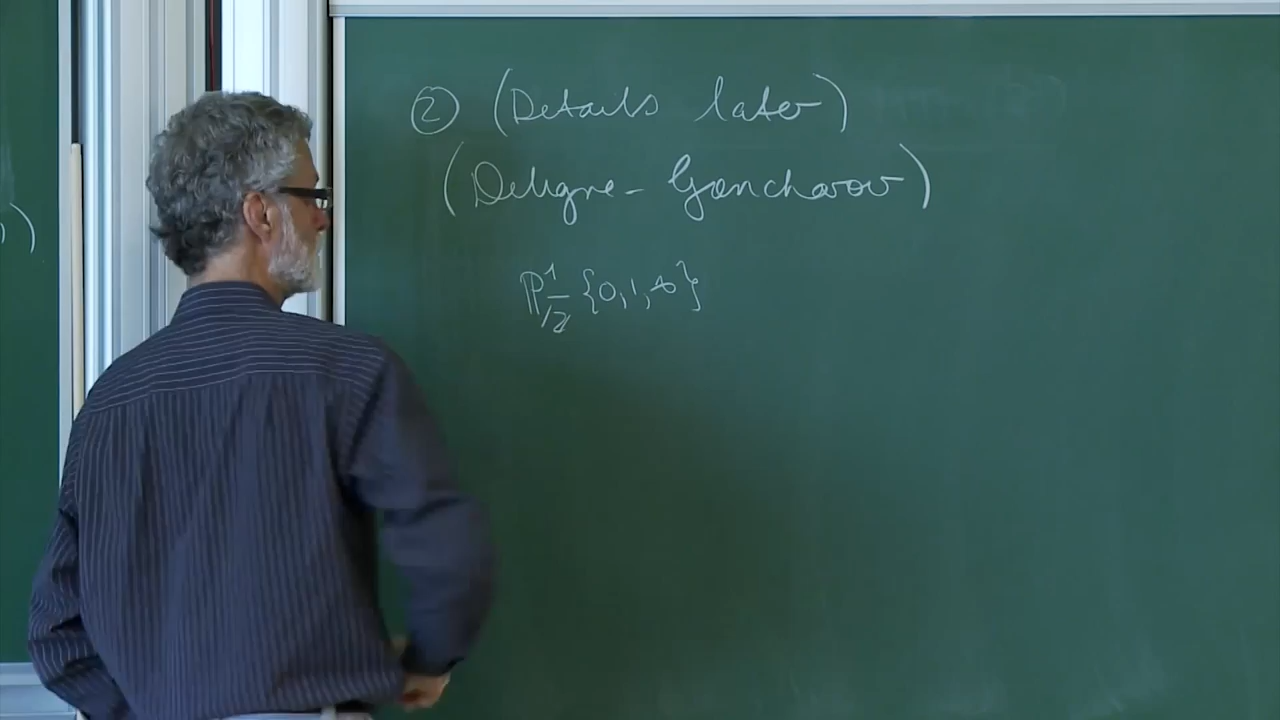 ② (Details later)
(Deligne - Goncharov)
ℙ¹/ℤ - {0, 1, ∞}
)